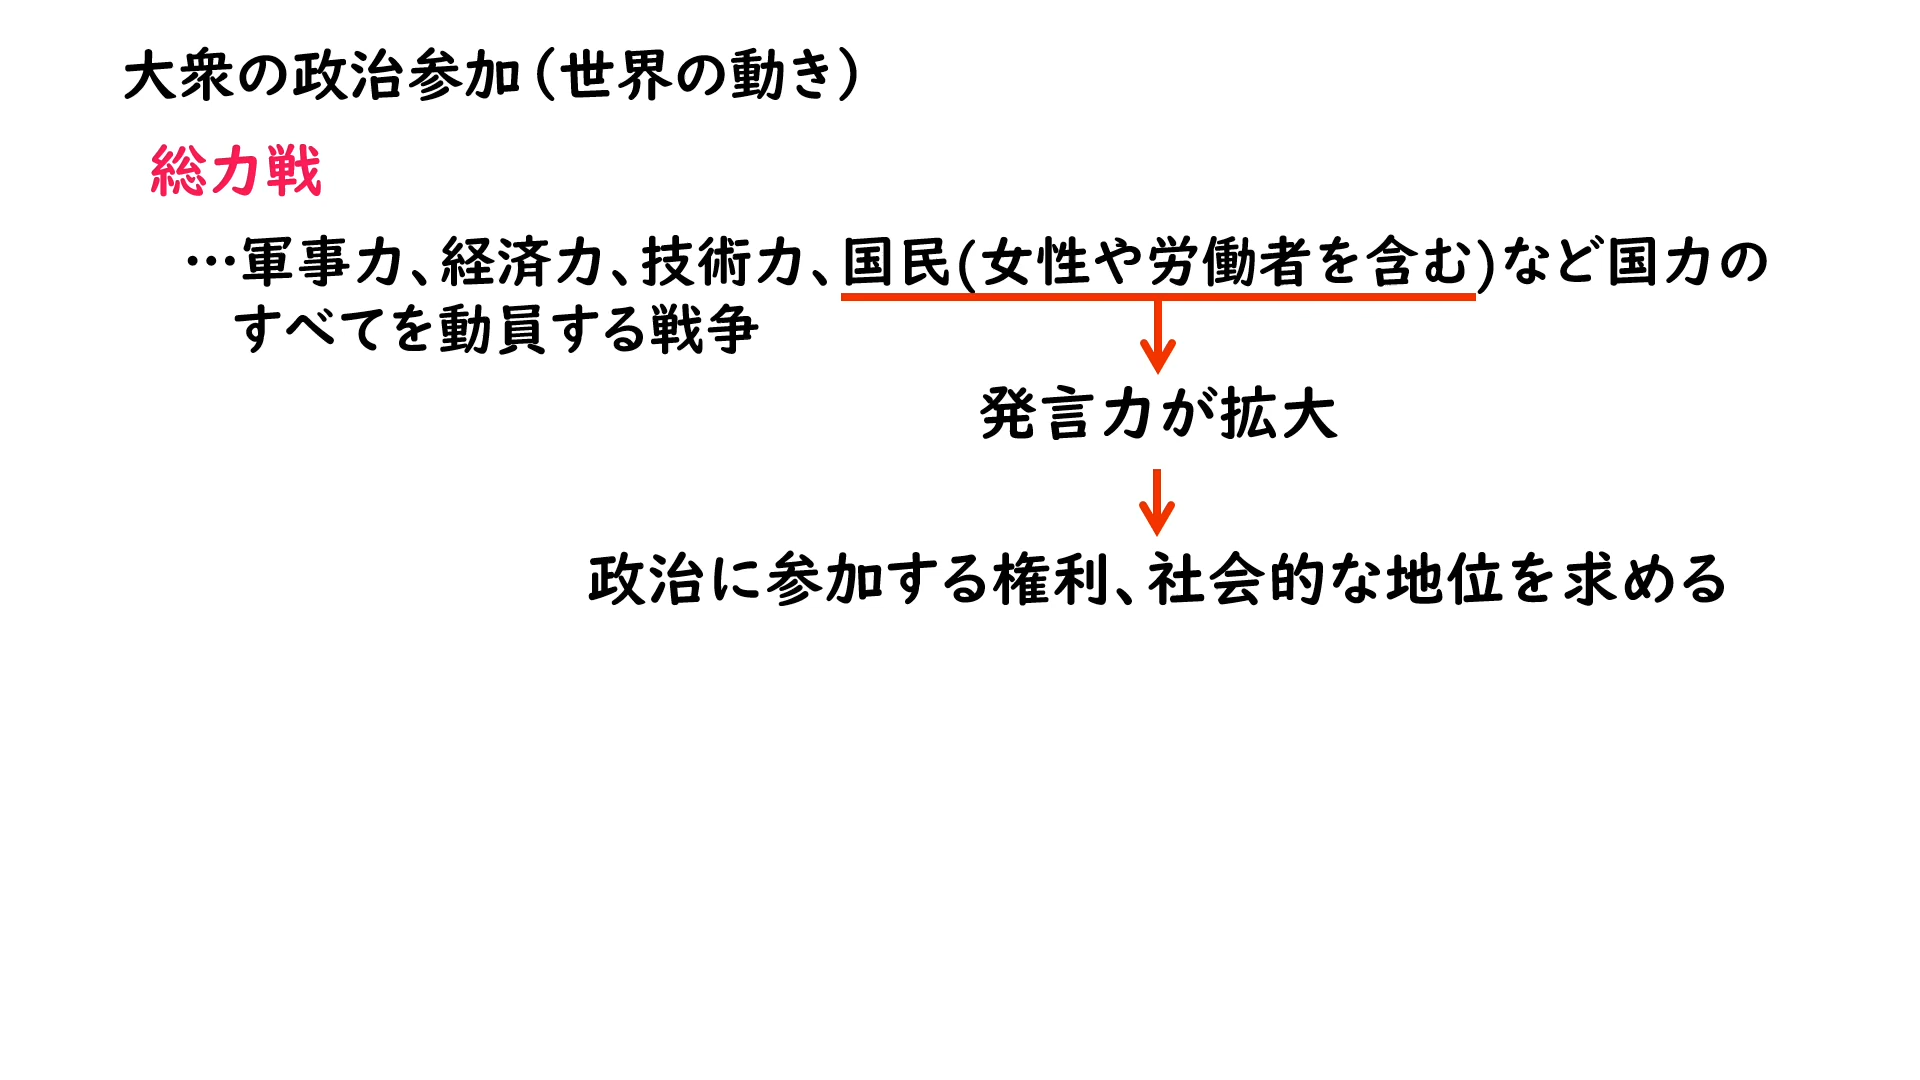 大衆の政治参加（世界の動き）
総力戦
…軍事力、経済力、技術力、国民(女性や労働者を含む)など国力の
すべてを動員する戦争
発言力が拡大
政治に参加する権利、社会的な地位を求める